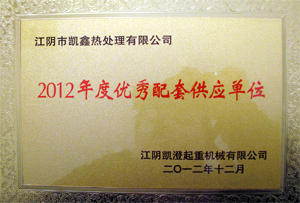 江阴市凯鑫热处理有限公司
2012年度优秀配套供应单位
江阴凯澄起重机械有限公司
二〇一二年十二月